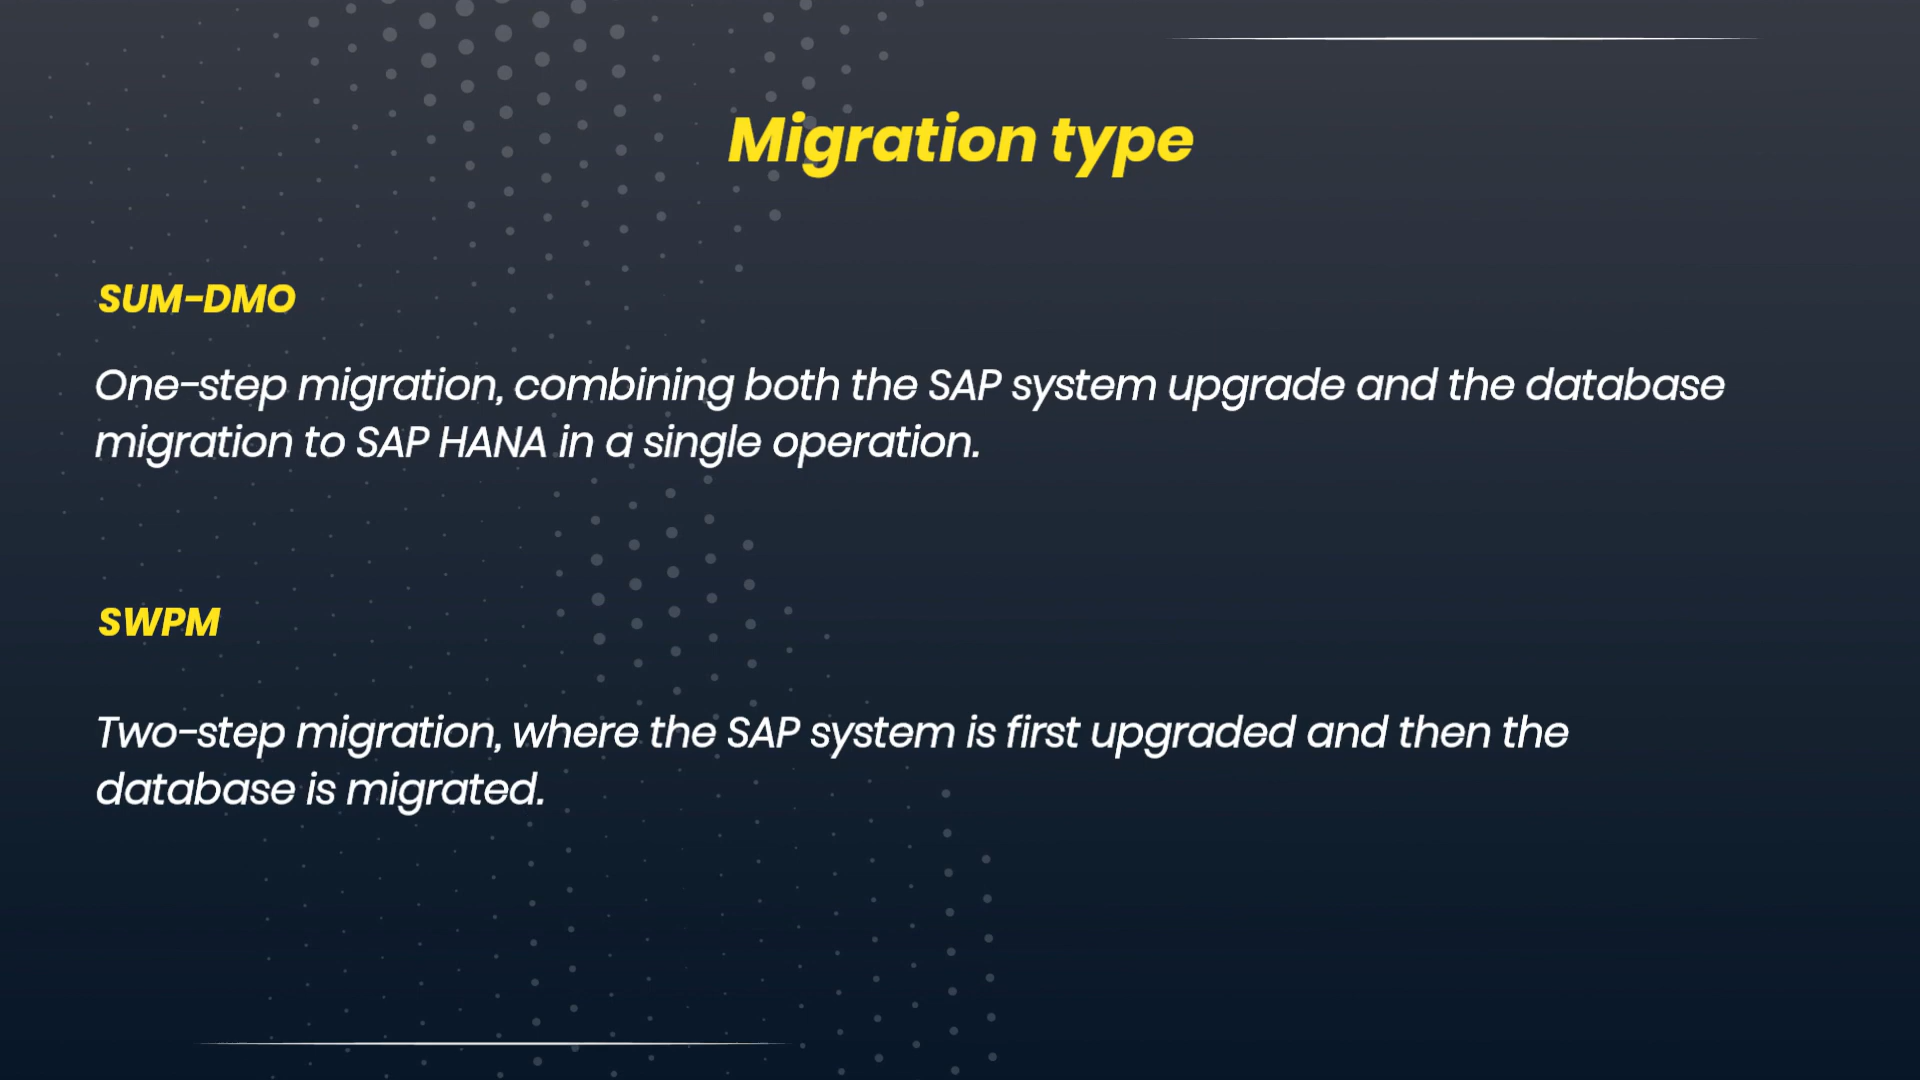 Migration type
SUM-DMO
One-step migration, combining both the SAP system upgrade and the database
migration to SAP HANA in a single operation.
SWPM
Two-step migration, where the SAP system is first upgraded and then the
database is migrated.